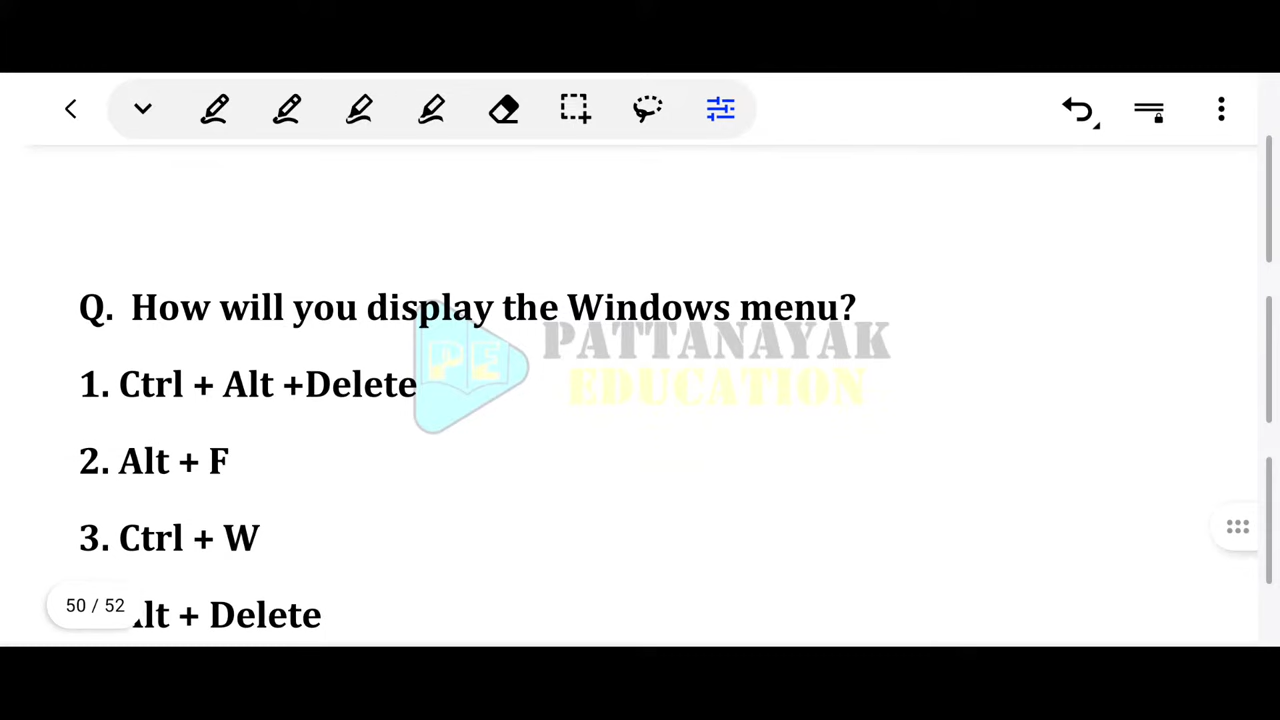 Q. How will you display the Windows menu?
PATTANAYAK
PE
EDUCATION
1. Ctrl + Alt +Delete
2. Alt + F
3. Ctrl + W
+ Delete
50 / 52